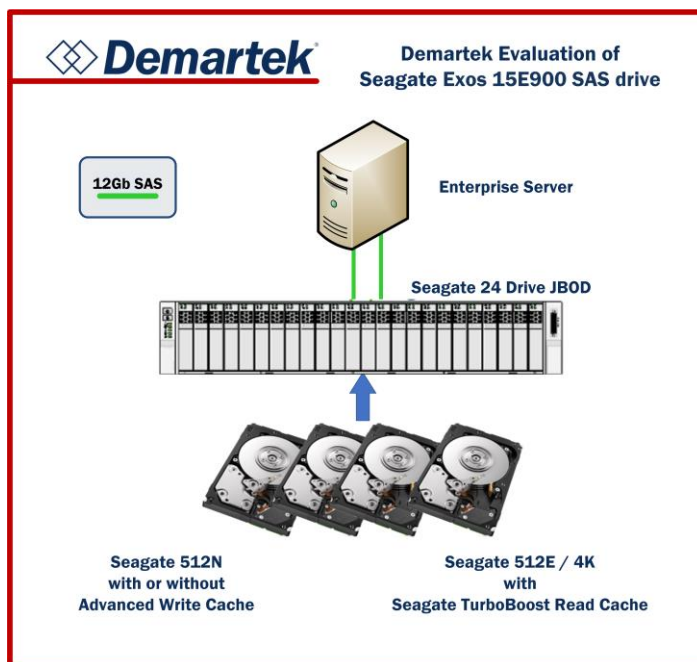 Demartek
Demartek Evaluation of
Seagate Exos 15E900 SAS drive
12Gb SAS
Enterprise Server
Seagate 24 Drive JBOD
Seagate 512N
with or without
Advanced Write Cache
Seagate 512E / 4K
with
Seagate TurboBoost Read Cache